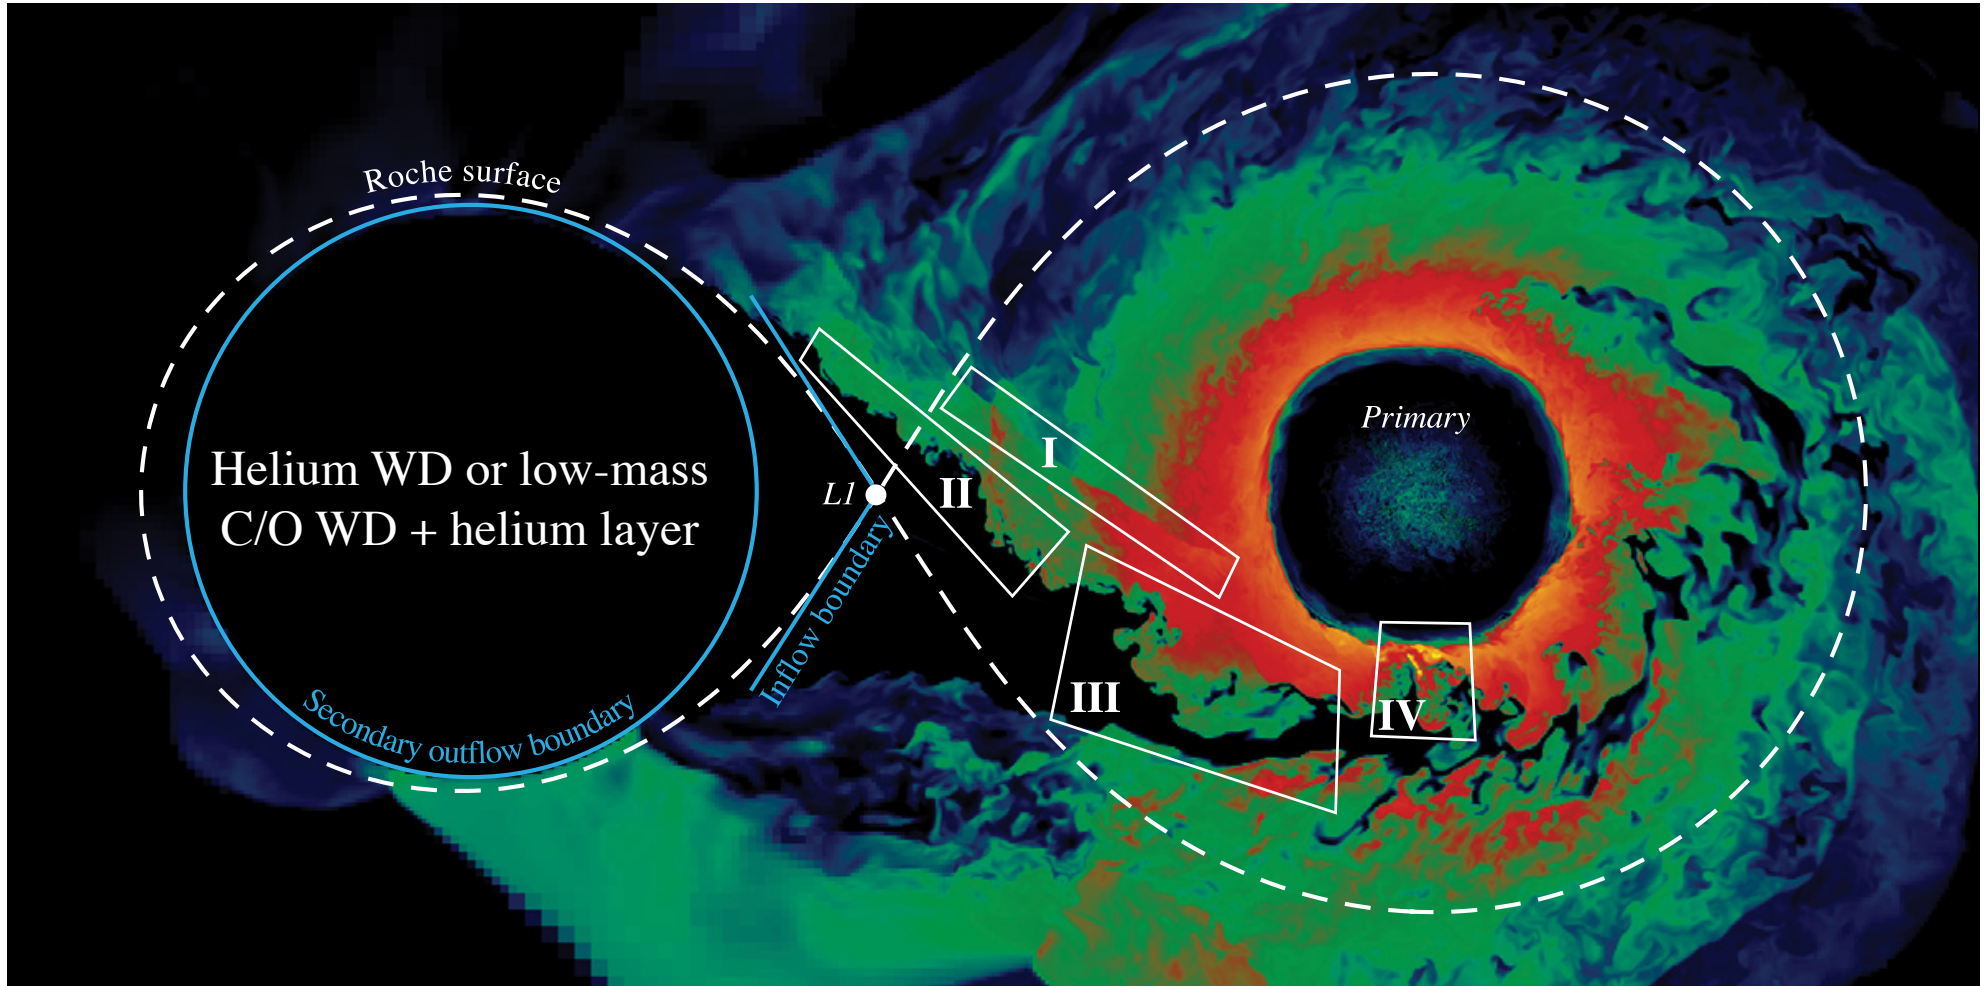 Roche surface
Primary
I
Helium WD or low-mass
C/O WD + helium layer
L1
II
Inflow boundary
III
IV
Secondary outflow boundary